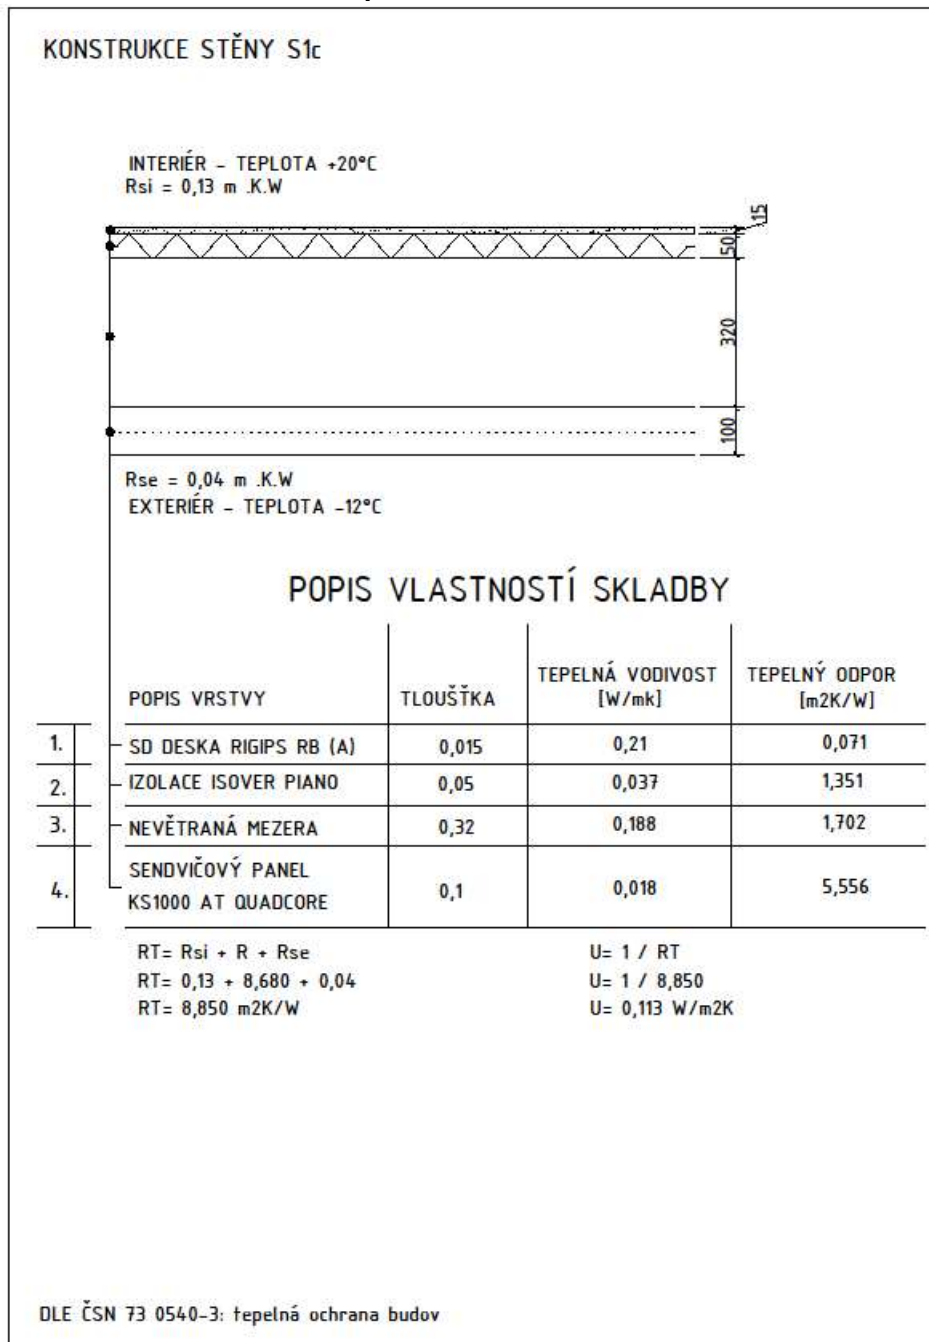 KONSTRUKCE STĚNY S1c
INTERIÉR - TEPLOTA +20°C
Rsi = 0,13 m .K.W
15
50
320
100
Rse = 0,04 m .K.W
EXTERIÉR - TEPLOTA -12°C
POPIS VLASTNOSTÍ SKLADBY
POPIS VRSTVY TLOUŠŤKA TEPELNÁ VODIVOST [W/mk] TEPELNÝ ODPOR [m2K/W]
1. SD DESKA RIGIPS RB (A) 0,015 0,21 0,071
2. IZOLACE ISOVER PIANO 0,05 0,037 1,351
3. NEVĚTRANÁ MEZERA 0,32 0,188 1,702
4. SENDVIČOVÝ PANEL KS1000 AT QUADCORE 0,1 0,018 5,556
RT= Rsi + R + Rse
RT= 0,13 + 8,680 + 0,04
RT= 8,850 m2K/W
U= 1 / RT
U= 1 / 8,850
U= 0,113 W/m2K
DLE ČSN 73 0540-3: tepelná ochrana budov